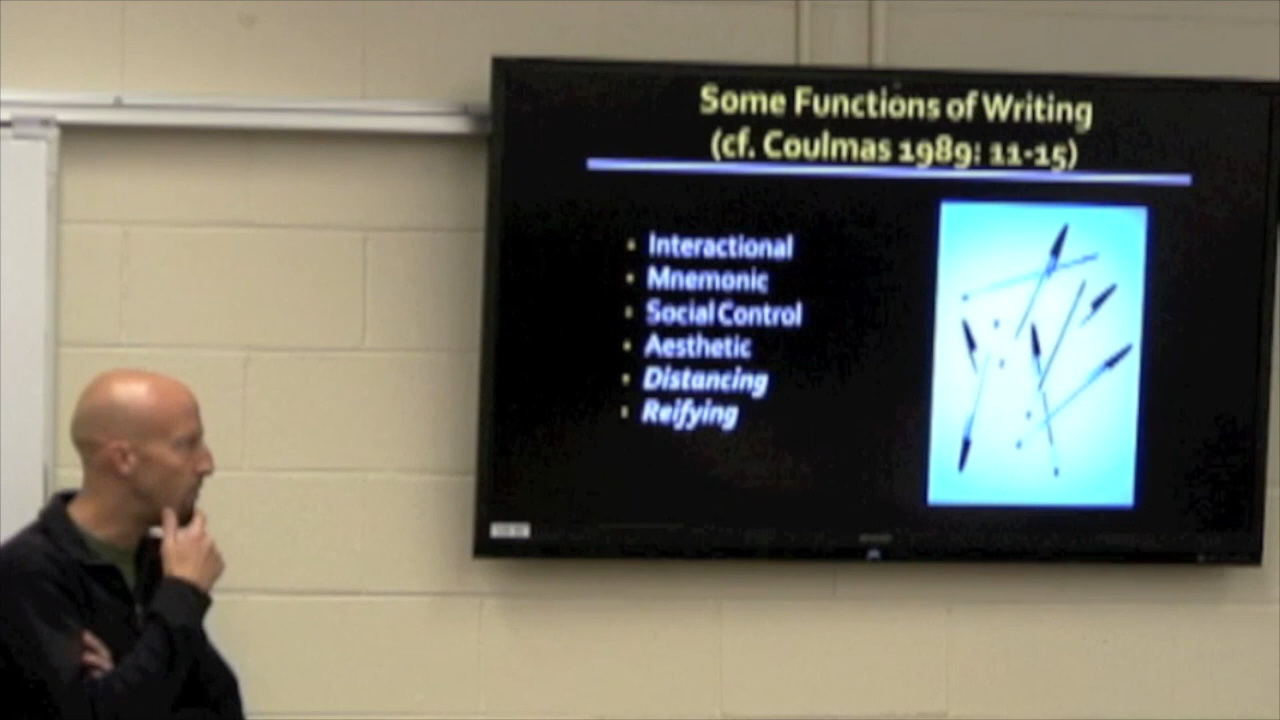 Some Functions of Writing
(cf. Coulmas 1989: 11-15)
Interactional
Mnemonic
Social Control
Aesthetic
Distancing
Reifying